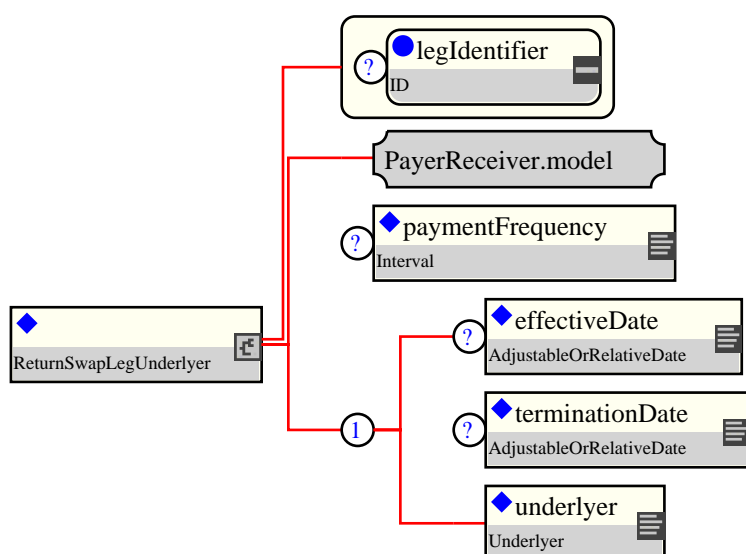 legIdentifier
?
ID
PayerReceiver.model
paymentFrequency
?
Interval
effectiveDate
?
ReturnSwapLegUnderlyer
AdjustableOrRelativeDate
terminationDate
1
?
AdjustableOrRelativeDate
underlyer
Underlyer